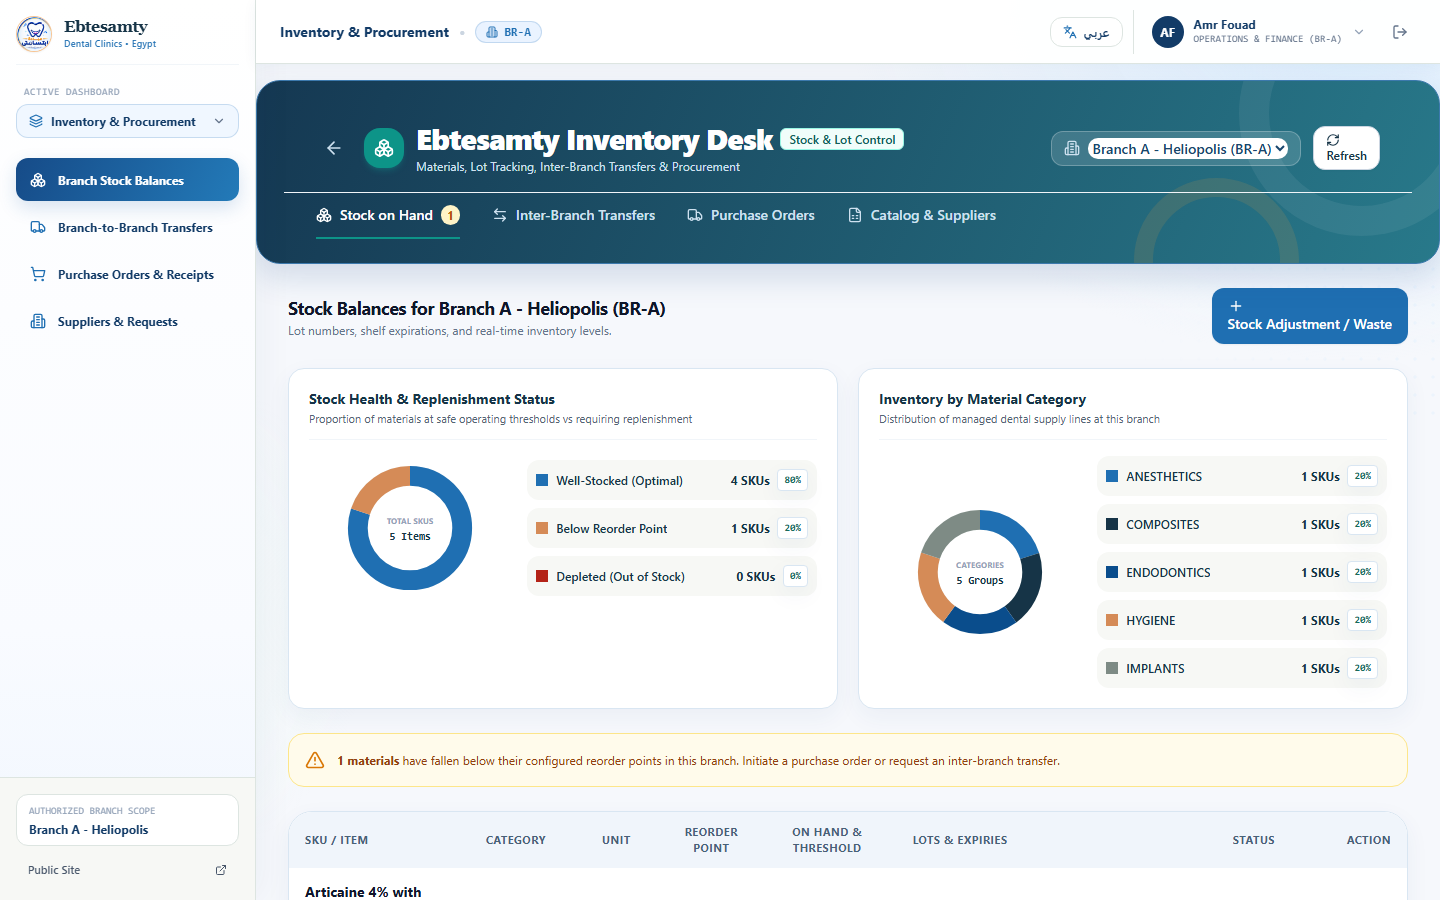 Ebtesamty
Dental Clinics • Egypt
ACTIVE DASHBOARD
Inventory & Procurement
Branch Stock Balances
Branch-to-Branch Transfers
Purchase Orders & Receipts
Suppliers & Requests
AUTHORIZED BRANCH SCOPE
Branch A - Heliopolis
Public Site
Inventory & Procurement • BR-A
عربي
AF
Amr Fouad
OPERATIONS & FINANCE (BR-A)
Ebtesamty Inventory Desk
Stock & Lot Control
Materials, Lot Tracking, Inter-Branch Transfers & Procurement
Branch A - Heliopolis (BR-A)
Refresh
Stock on Hand 1
Inter-Branch Transfers
Purchase Orders
Catalog & Suppliers
Stock Balances for Branch A - Heliopolis (BR-A)
Lot numbers, shelf expirations, and real-time inventory levels.
+
Stock Adjustment / Waste
Stock Health & Replenishment Status
Proportion of materials at safe operating thresholds vs requiring replenishment
TOTAL SKUS
5 Items
Well-Stocked (Optimal) 4 SKUs 80%
Below Reorder Point 1 SKUs 20%
Depleted (Out of Stock) 0 SKUs 0%
Inventory by Material Category
Distribution of managed dental supply lines at this branch
CATEGORIES
5 Groups
ANESTHETICS 1 SKUs 20%
COMPOSITES 1 SKUs 20%
ENDODONTICS 1 SKUs 20%
HYGIENE 1 SKUs 20%
IMPLANTS 1 SKUs 20%
1 materials have fallen below their configured reorder points in this branch. Initiate a purchase order or request an inter-branch transfer.
SKU / ITEM
CATEGORY
UNIT
REORDER
POINT
ON HAND &
THRESHOLD
LOTS & EXPIRIES
STATUS
ACTION
Articaine 4% with